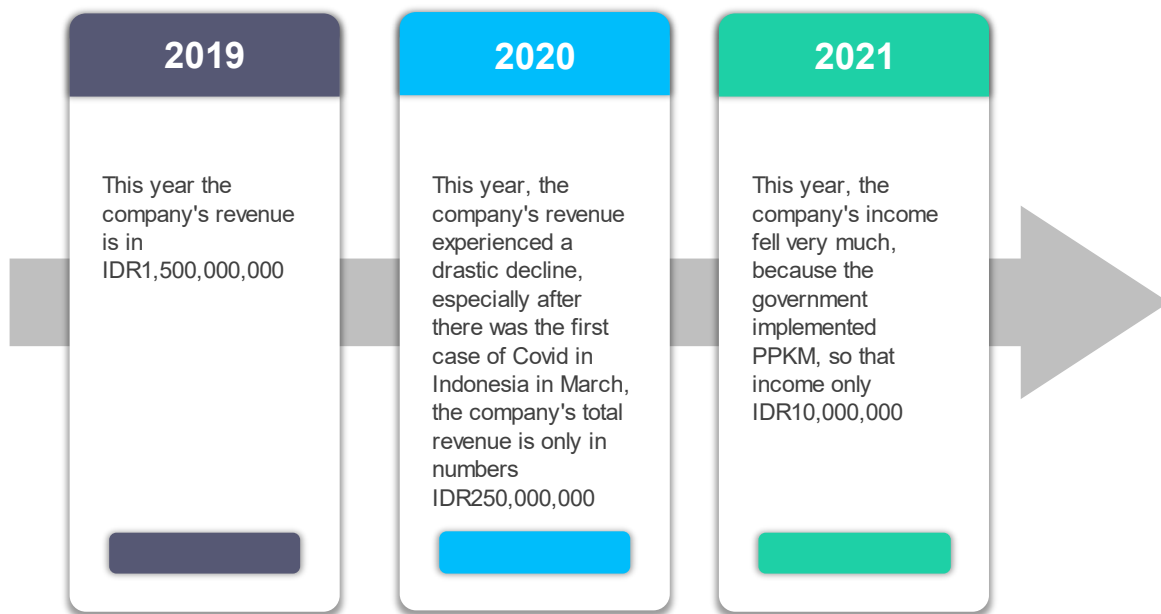 2019
This year the
company's revenue
is in
IDR1,500,000,000
2020
This year, the
company's revenue
experienced a
drastic decline,
especially after
there was the first
case of Covid in
Indonesia in March,
the company's total
revenue is only in
numbers
IDR250,000,000
2021
This year, the
company's income
fell very much,
because the
government
implemented
PPKM, so that
income only
IDR10,000,000